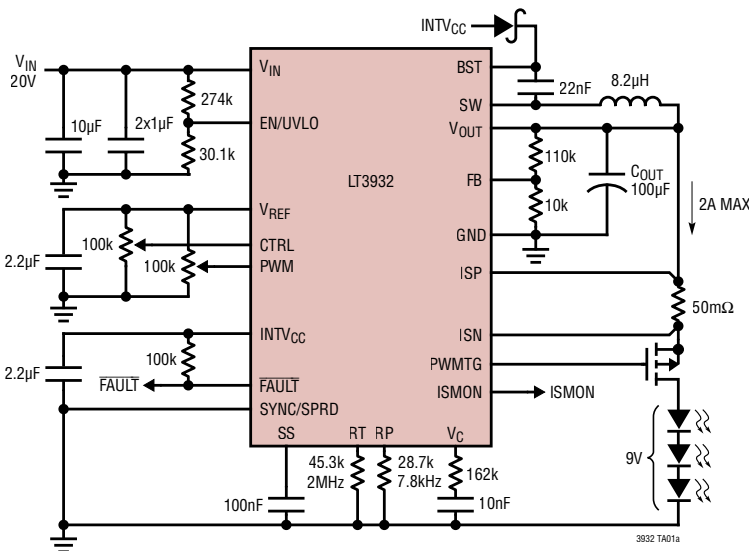 INTVCC
VIN
20V
10µF
2x1µF
274k
30.1k
VIN
EN/UVLO
BST
SW
VOUT
22nF
8.2µH
110k
10k
COUT
100µF
2A MAX
LT3932
FB
GND
2.2µF
100k
100k
VREF
CTRL
PWM
ISP
ISN
50mΩ
2.2µF
100k
FAULT
INTVCC
FAULT
SYNC/SPRD
PWMTG
ISMON
ISMON
SS
RT
RP
VC
9V
100nF
45.3k
2MHz
28.7k
7.8kHz
162k
10nF
3932 TA01a